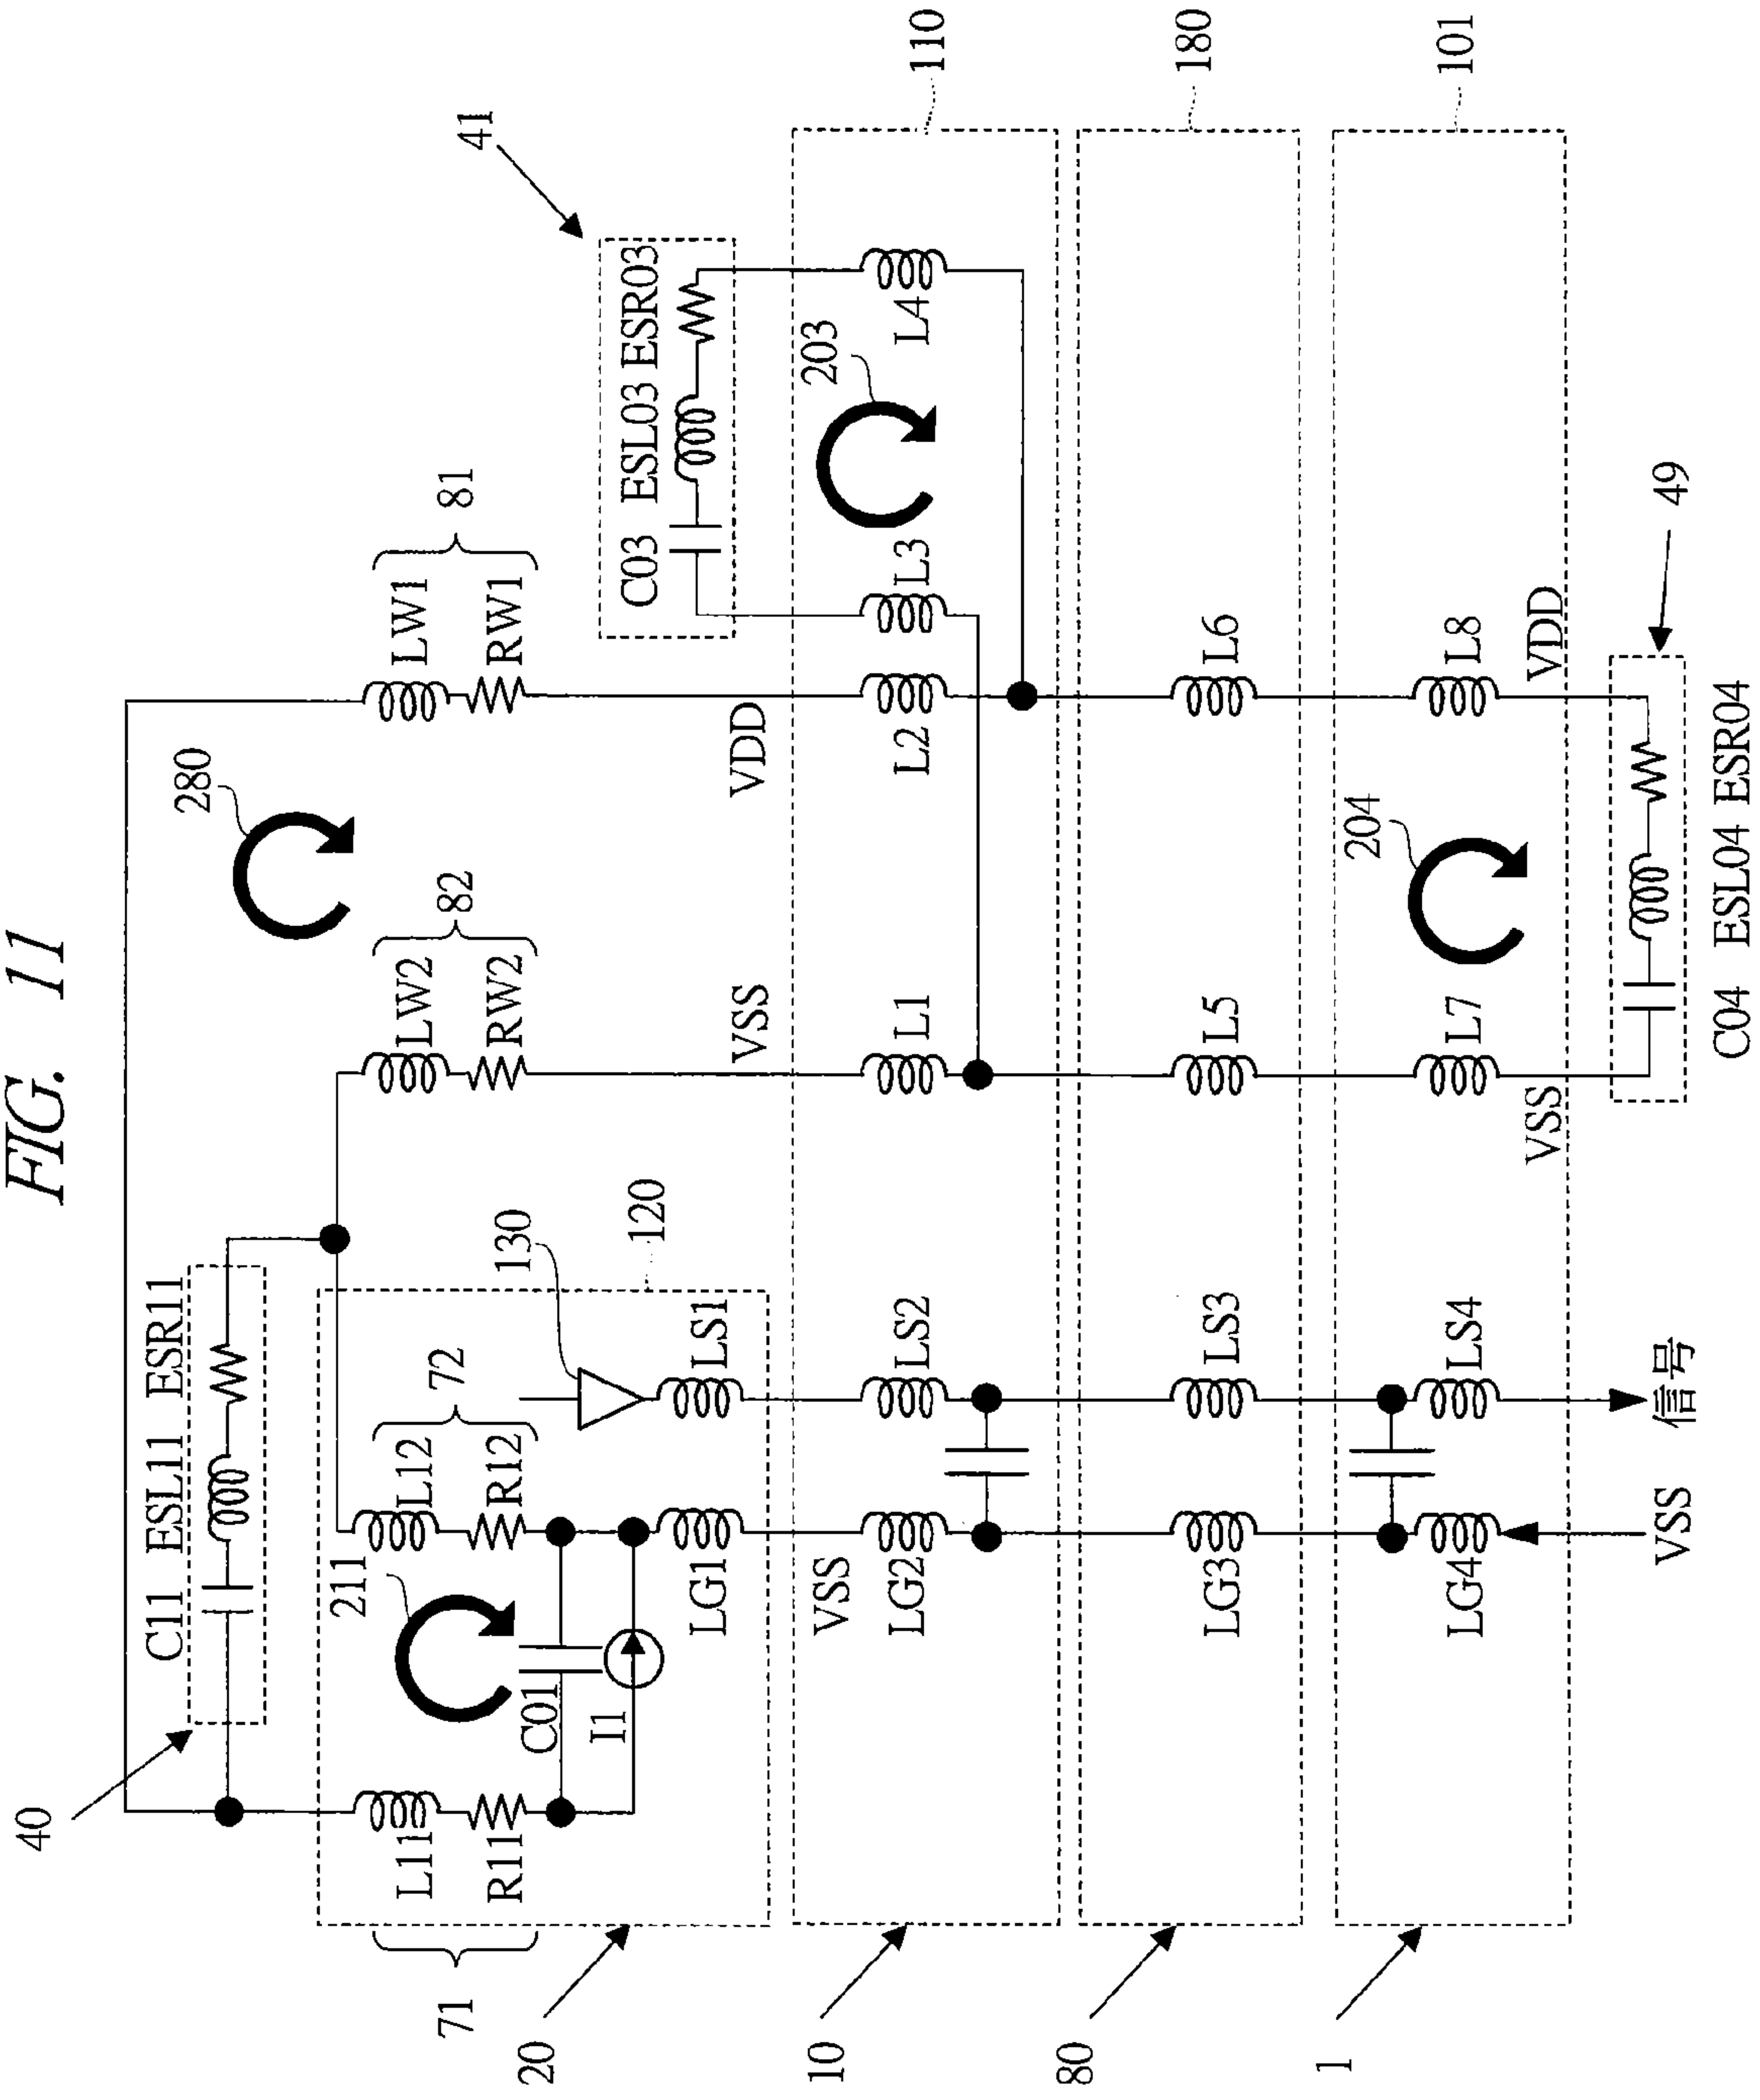 FIG. 11
40
C11 ESL11 ESR11
280
41
71
L11
R11
211
L12
R12
72
C01
I1
LG1
130
LS1
120
LW2
RW2
82
LW1
RW1
81
C03 ESL03 ESR03
20
VSS
VSS
VDD
203
110
10
LG2
LS2
L1
L2
L3
L4
80
LG3
LS3
L5
L6
180
1
LG4
LS4
L7
204
L8
101
VSS
VDD
49
VSS
信号
C04 ESL04 ESR04